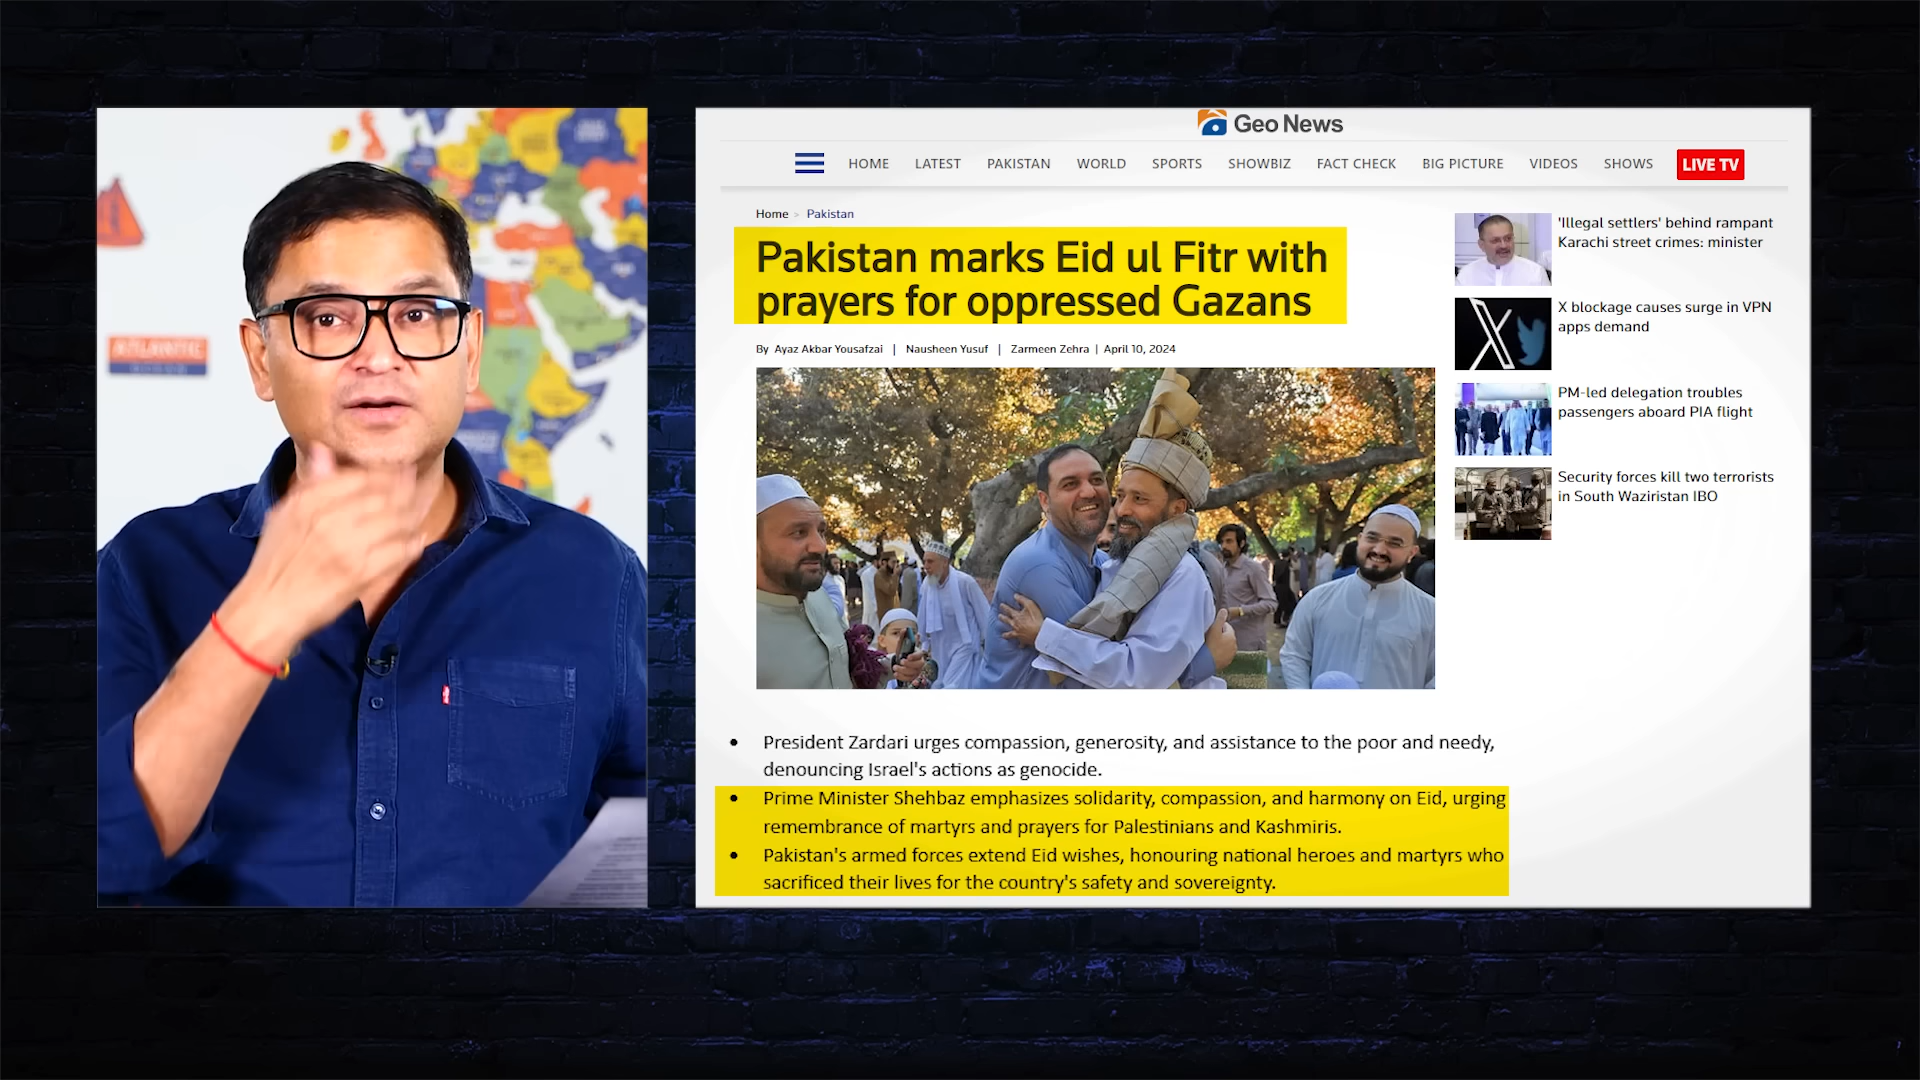 ATLANTIC
Geo News
HOME LATEST PAKISTAN WORLD SPORTS SHOWBIZ FACT CHECK BIG PICTURE VIDEOS SHOWS LIVE TV
Home > Pakistan
Pakistan marks Eid ul Fitr with
prayers for oppressed Gazans
By Ayaz Akbar Yousafzai | Nausheen Yusuf | Zarmeen Zehra | April 10, 2024
'Illegal settlers' behind rampant
Karachi street crimes: minister
X blockage causes surge in VPN
apps demand
PM-led delegation troubles
passengers aboard PIA flight
Security forces kill two terrorists
in South Waziristan IBO
• President Zardari urges compassion, generosity, and assistance to the poor and needy,
denouncing Israel's actions as genocide.
• Prime Minister Shehbaz emphasizes solidarity, compassion, and harmony on Eid, urging
remembrance of martyrs and prayers for Palestinians and Kashmiris.
• Pakistan's armed forces extend Eid wishes, honouring national heroes and martyrs who
sacrificed their lives for the country's safety and sovereignty.